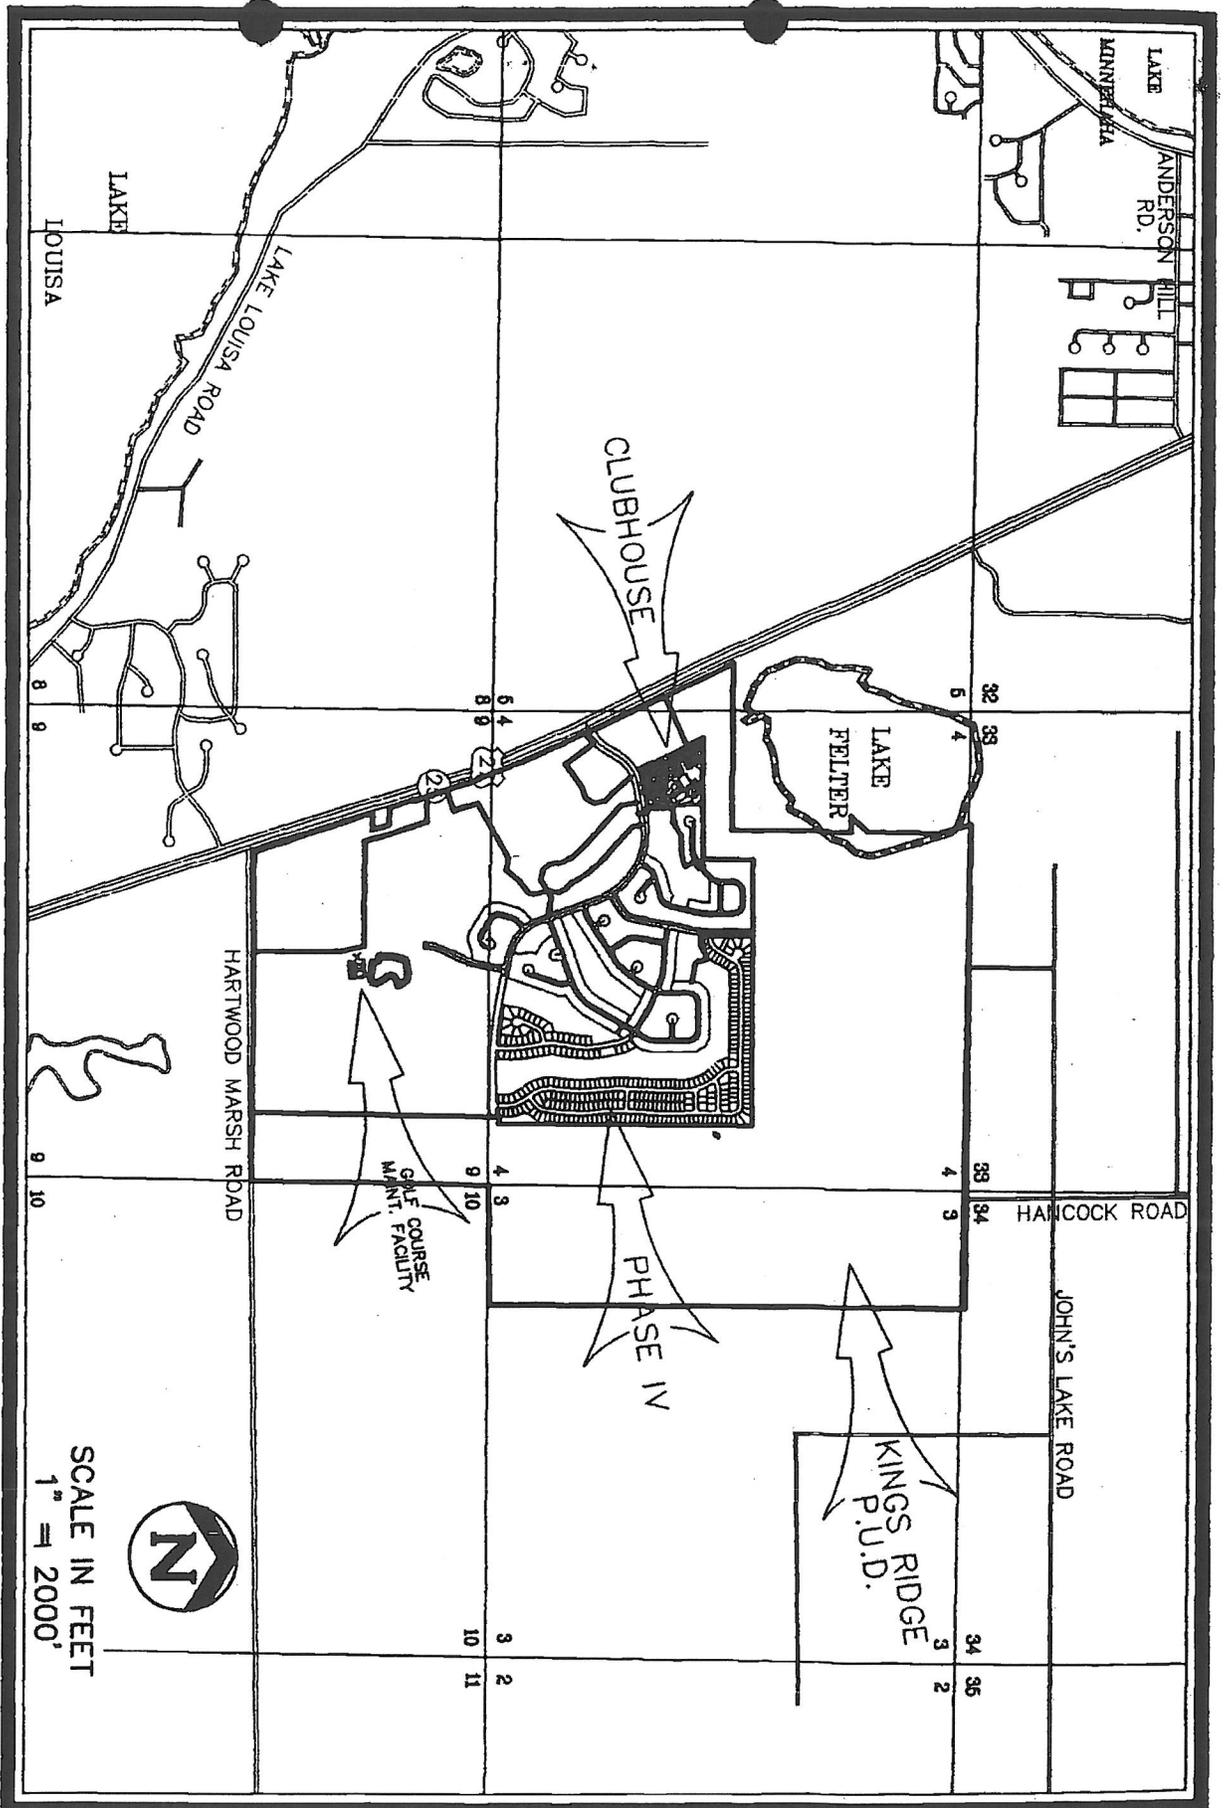 LAKE
MINNEHAHA
ANDERSON HILL
RD.
LAKE
LOUISA
LAKE LOUISA ROAD
CLUBHOUSE
LAKE
FELTER
32
33
5
4
5
4
8
9
8
9
HARTWOOD MARSH ROAD
GOLF COURSE
MAINT. FACILITY
PHASE IV
HANCOCK ROAD
JOHN'S LAKE ROAD
KINGS RIDGE
P.U.D.
33
34
4
3
4
3
9
10
9
10
34
35
3
2
3
2
10
11
N
SCALE IN FEET
1" = 2000'